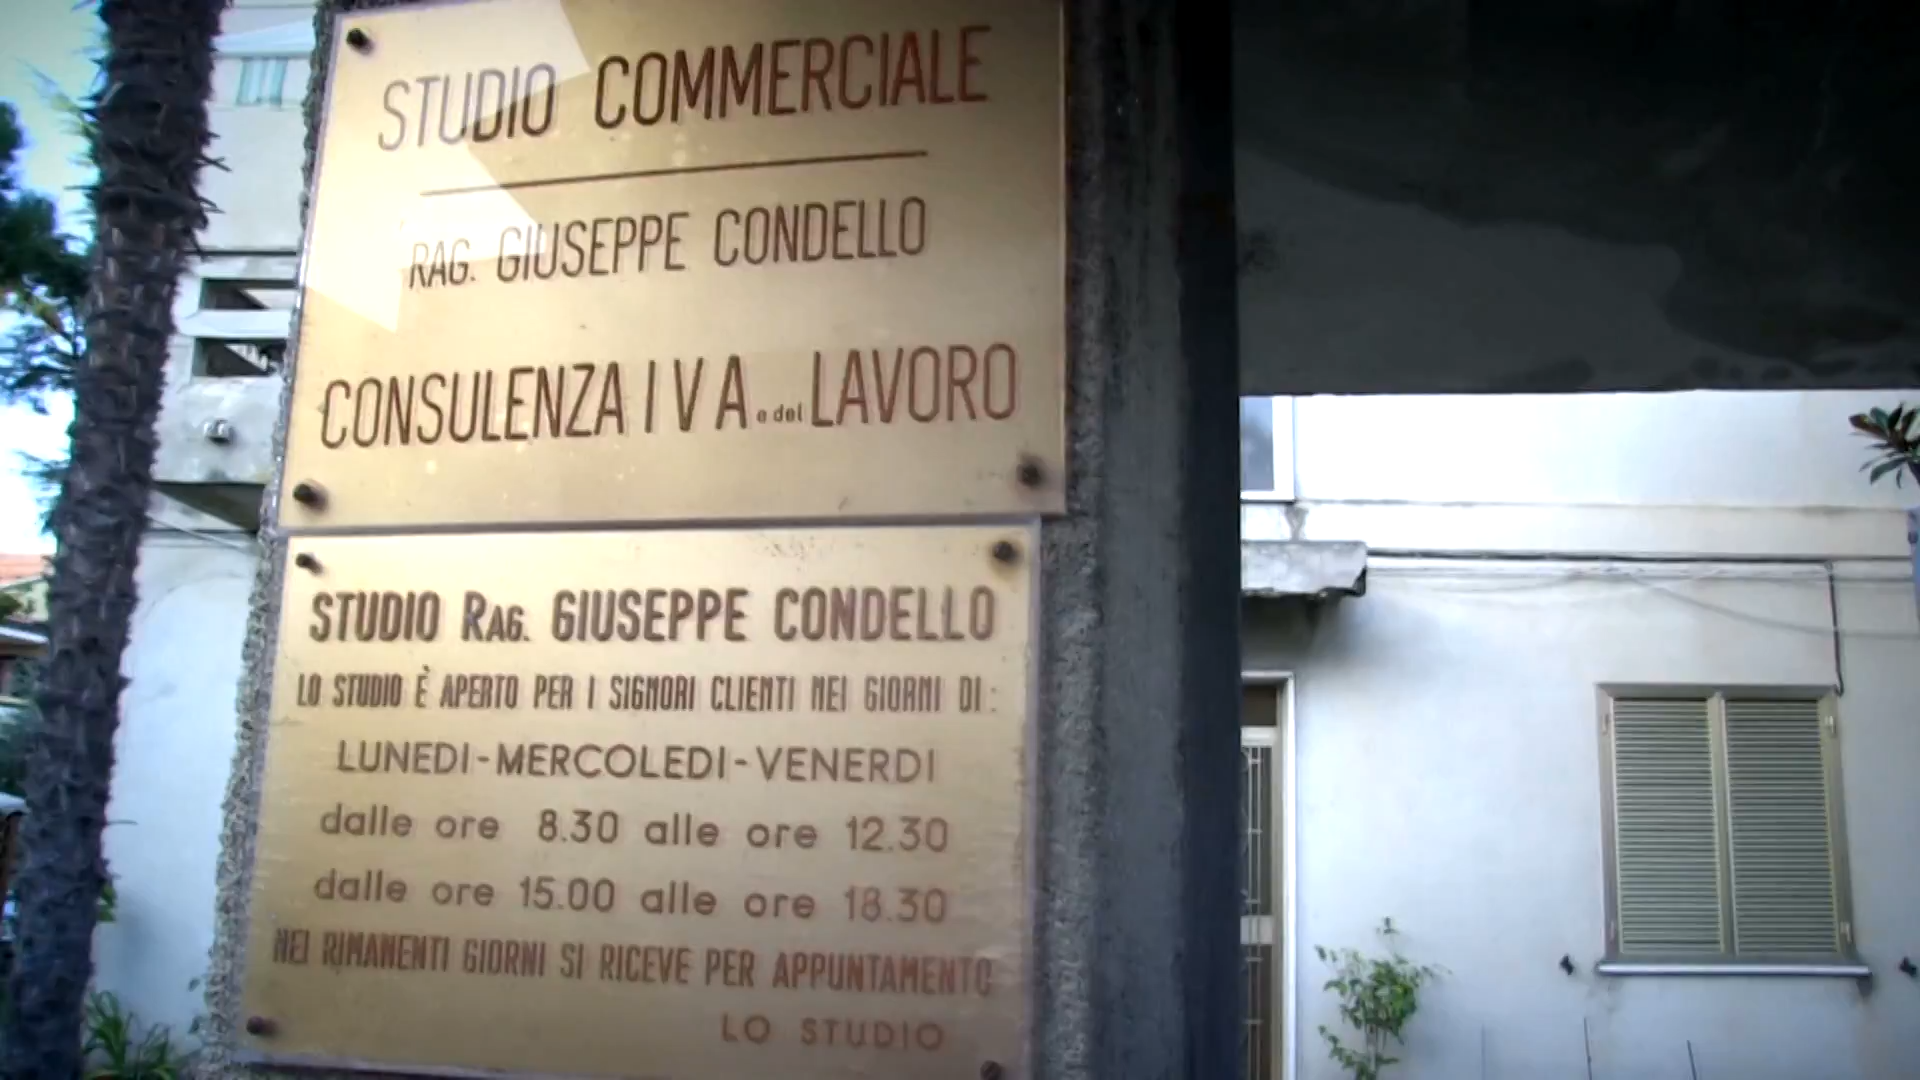 STUDIO COMMERCIALE
RAG. GIUSEPPE CONDELLO
CONSULENZA I V A e del LAVORO
STUDIO RAG. GIUSEPPE CONDELLO
LO STUDIO È APERTO PER I SIGNORI CLIENTI NEI GIORNI DI :
LUNEDI - MERCOLEDI - VENERDI
dalle ore 8.30 alle ore 12.30
dalle ore 15.00 alle ore 18.30
NEI RIMANENTI GIORNI SI RICEVE PER APPUNTAMENTO
LO STUDIO